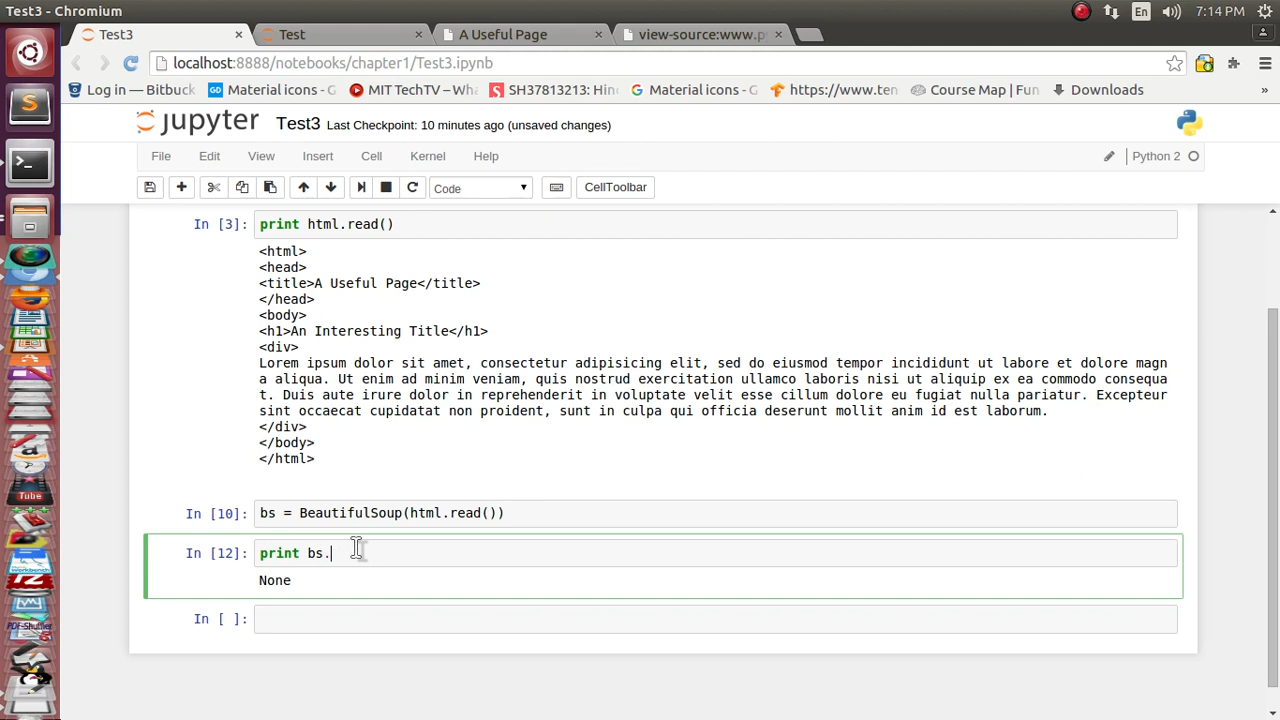 Test3 - Chromium
En
7:14 PM
Test3
Test
A Useful Page
view-source:www.p
localhost:8888/notebooks/chapter1/Test3.ipynb
Log in — Bitbuck
Material icons - G
MIT TechTV – Wha
SH37813213: Hin
Material icons - G
https://www.ten
Course Map | Fun
Downloads
»
jupyter
Test3
Last Checkpoint: 10 minutes ago (unsaved changes)
File
Edit
View
Insert
Cell
Kernel
Help
Python 2
Code
CellToolbar
In [3]:
print html.read()
<html>
<head>
<title>A Useful Page</title>
</head>
<body>
<h1>An Interesting Title</h1>
<div>
Lorem ipsum dolor sit amet, consectetur adipisicing elit, sed do eiusmod tempor incididunt ut labore et dolore magn
a aliqua. Ut enim ad minim veniam, quis nostrud exercitation ullamco laboris nisi ut aliquip ex ea commodo consequa
t. Duis aute irure dolor in reprehenderit in voluptate velit esse cillum dolore eu fugiat nulla pariatur. Excepteur
sint occaecat cupidatat non proident, sunt in culpa qui officia deserunt mollit anim id est laborum.
</div>
</body>
</html>
In [10]:
bs = BeautifulSoup(html.read())
In [12]:
print bs.
None
In [ ]:
Tube
Workbench
PDF-Shuffler